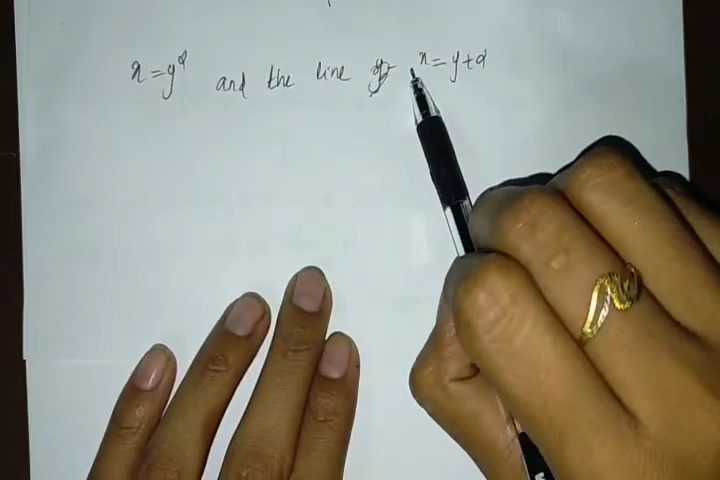 x = y² and the line x = y + 2